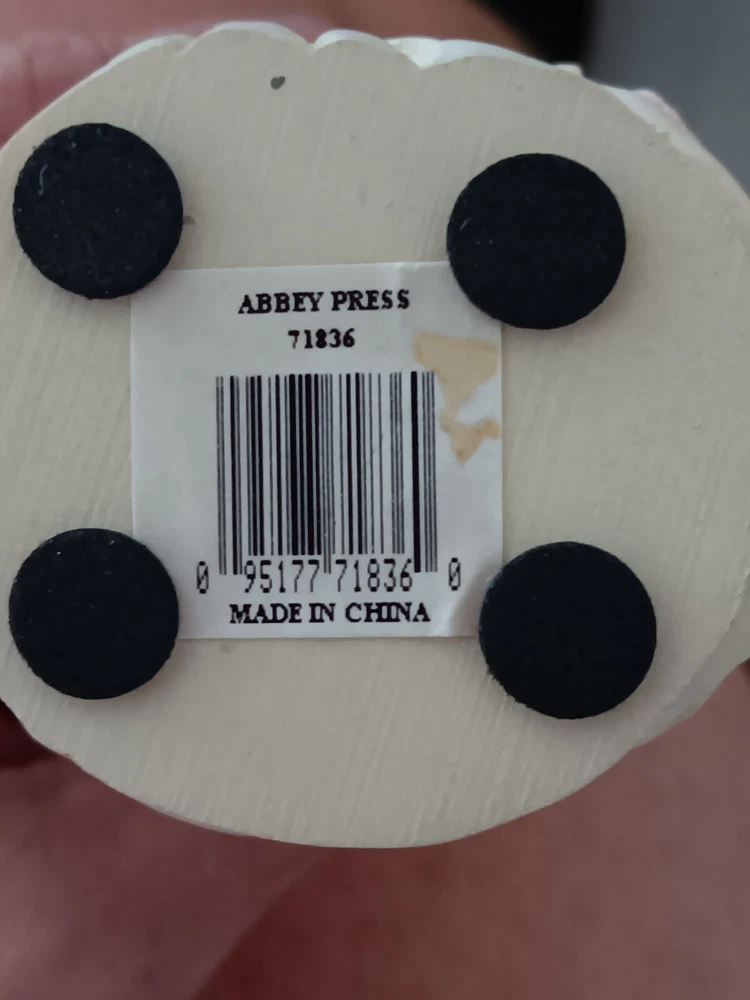 ABBEY PRESS
71836
0 95177 71836 0
MADE IN CHINA